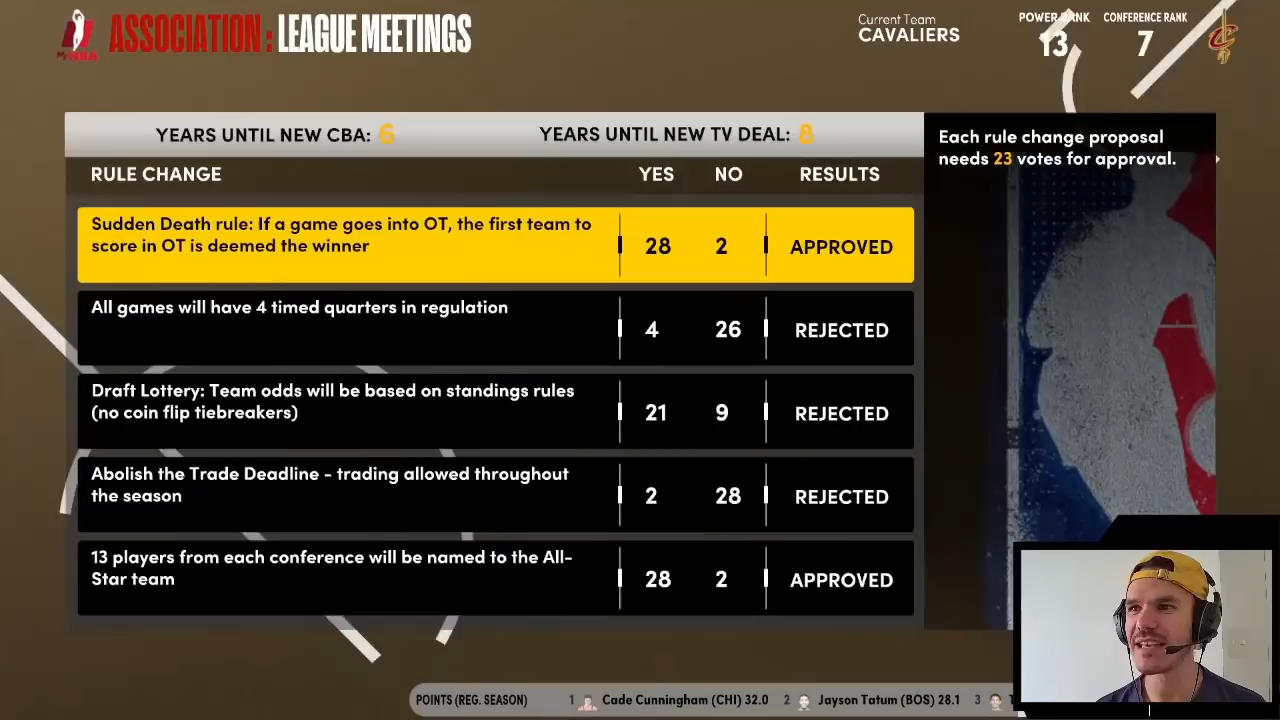 ASSOCIATION : LEAGUE MEETINGS
Current Team
CAVALIERS
POWER RANK
13
CONFERENCE RANK
7
YEARS UNTIL NEW CBA: 6
YEARS UNTIL NEW TV DEAL: 8
RULE CHANGE YES NO RESULTS
Sudden Death rule: If a game goes into OT, the first team to
score in OT is deemed the winner
28 2 APPROVED
All games will have 4 timed quarters in regulation
4 26 REJECTED
Draft Lottery: Team odds will be based on standings rules
(no coin flip tiebreakers)
21 9 REJECTED
Abolish the Trade Deadline - trading allowed throughout
the season
2 28 REJECTED
13 players from each conference will be named to the All-
Star team
28 2 APPROVED
Each rule change proposal
needs 23 votes for approval.
POINTS (REG. SEASON) 1 Cade Cunningham (CHI) 32.0 2 Jayson Tatum (BOS) 28.1 3